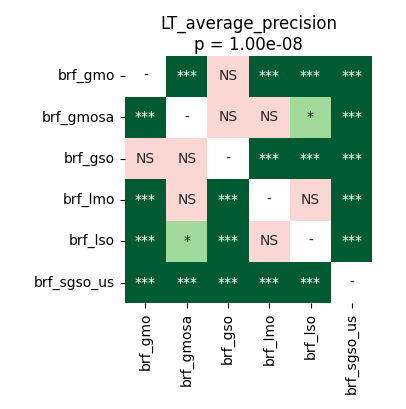 LT_average_precision
p = 1.00e-08
brf_gmo - *** NS *** *** ***
brf_gmosa *** - NS NS * ***
brf_gso NS NS - *** *** ***
brf_lmo *** NS *** - NS ***
brf_lso *** * *** NS - ***
brf_sgso_us *** *** *** *** *** -
brf_gmo brf_gmosa brf_gso brf_lmo brf_lso brf_sgso_us